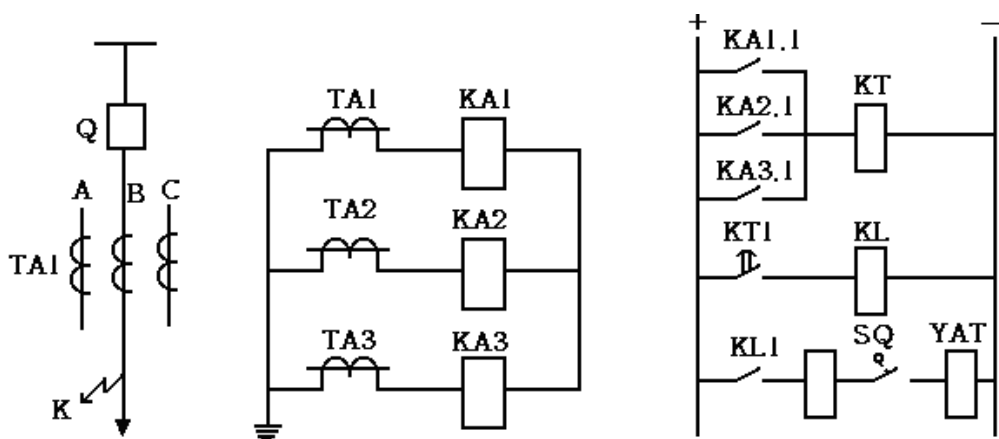 Q
A
B
C
TA1
K
TA1
KA1
TA2
KA2
TA3
KA3
+
−
KA1.1
KT
KA2.1
KA3.1
KT1
KL
KL1
SQ
YAT